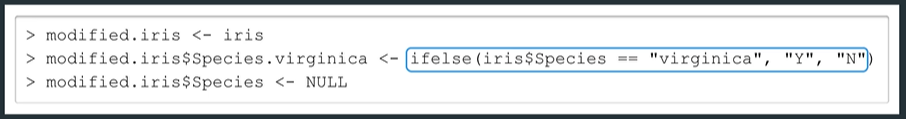 > modified.iris <- iris
> modified.iris$Species.virginica <- ifelse(iris$Species == "virginica", "Y", "N")
> modified.iris$Species <- NULL